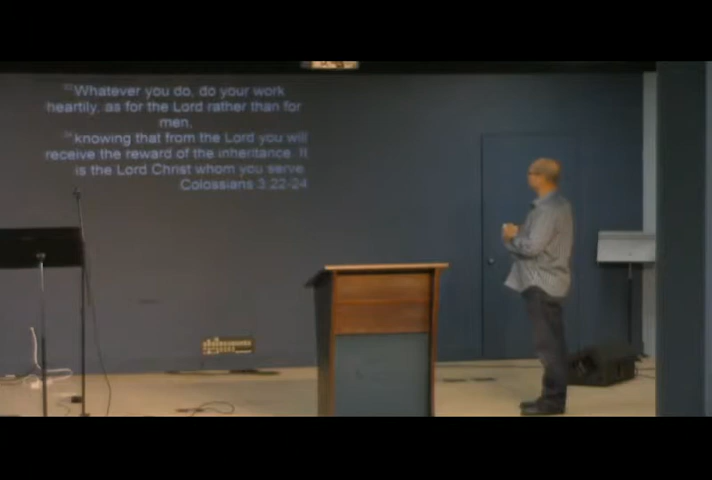 Whatever you do, do your work
heartily, as for the Lord rather than for
men,
knowing that from the Lord you will
receive the reward of the inheritance. It
is the Lord Christ whom you serve.
Colossians 3:22-24